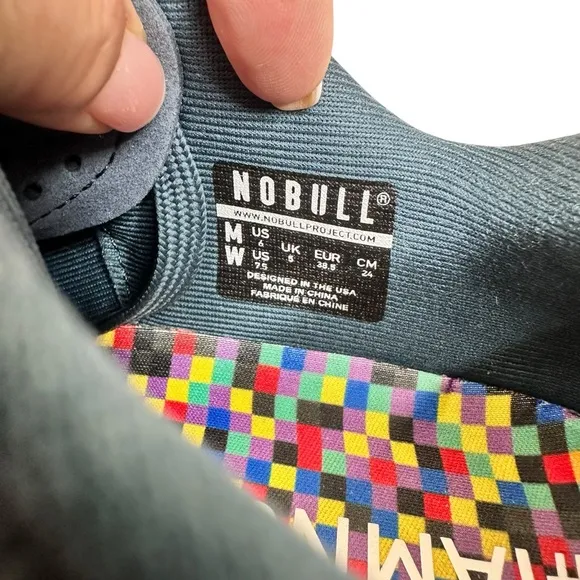 NOBULL®
WWW.NOBULLPROJECT.COM
M US 6 UK 5 EUR 38.5 CM 24
W US 7.5
DESIGNED IN THE USA
MADE IN CHINA
FABRIQUÉ EN CHINE